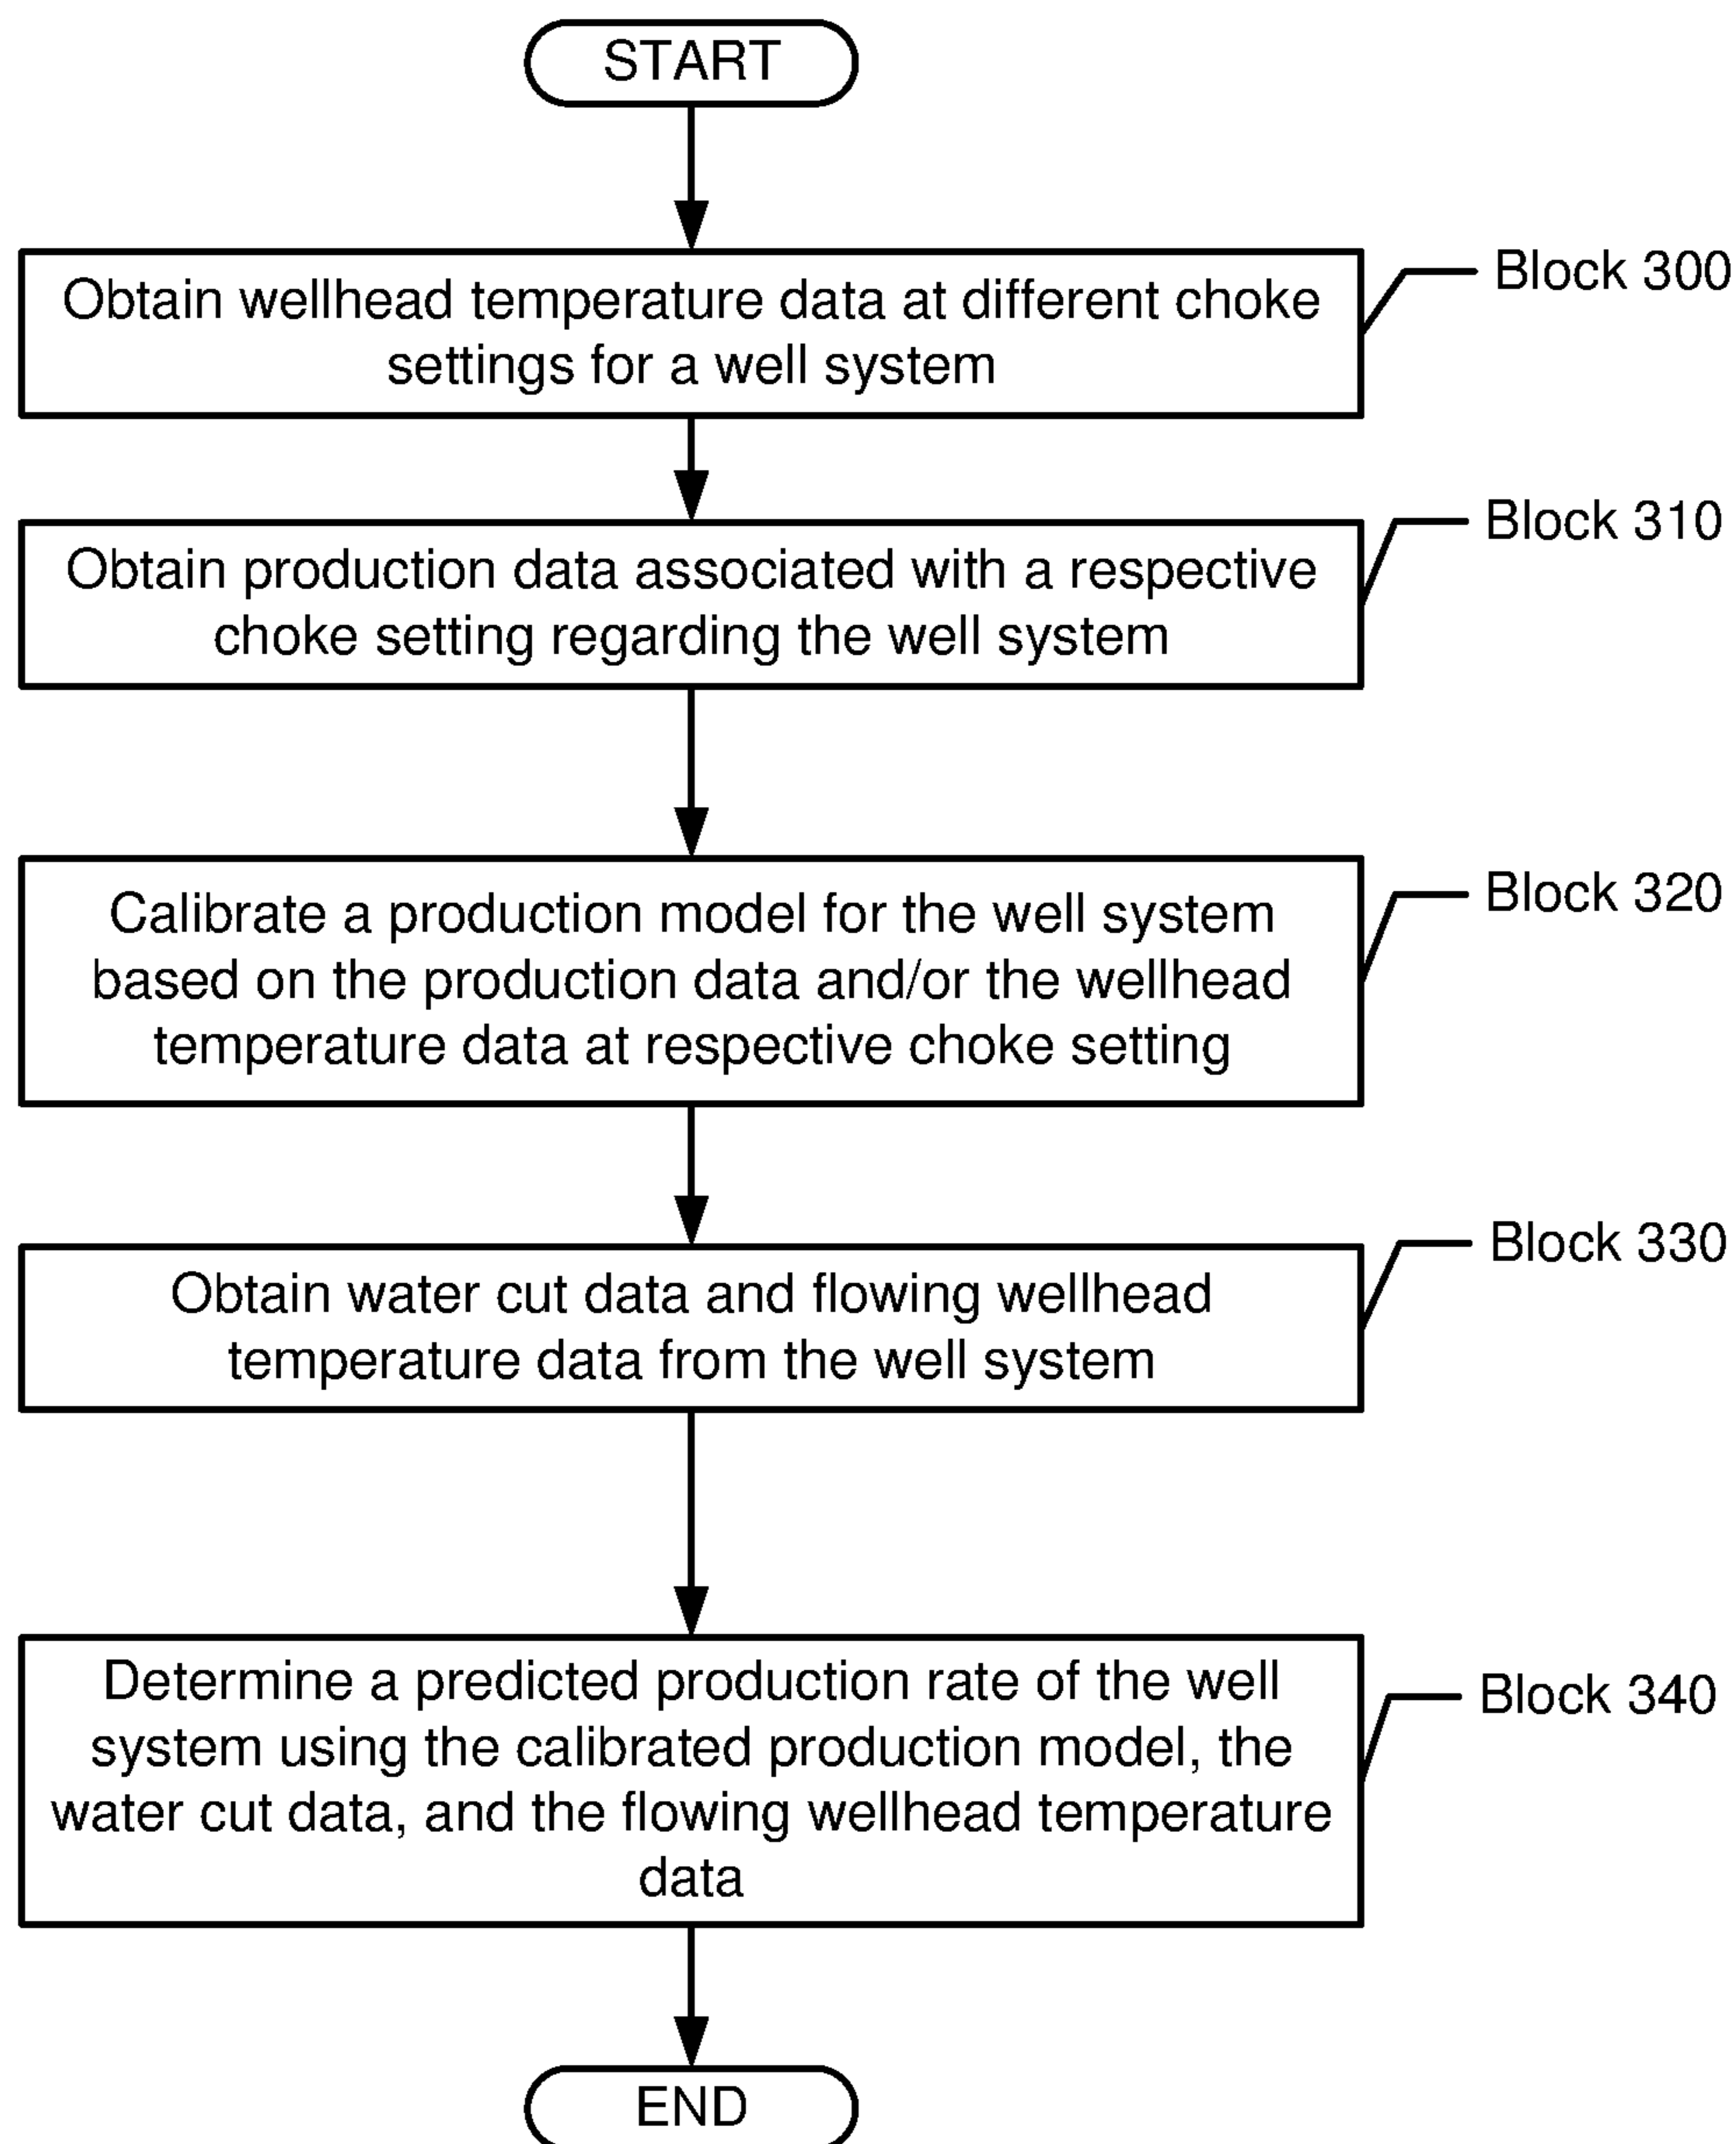 START
Obtain wellhead temperature data at different choke
settings for a well system
Block 300
Obtain production data associated with a respective
choke setting regarding the well system
Block 310
Calibrate a production model for the well system
based on the production data and/or the wellhead
temperature data at respective choke setting
Block 320
Obtain water cut data and flowing wellhead
temperature data from the well system
Block 330
Determine a predicted production rate of the well
system using the calibrated production model, the
water cut data, and the flowing wellhead temperature
data
Block 340
END